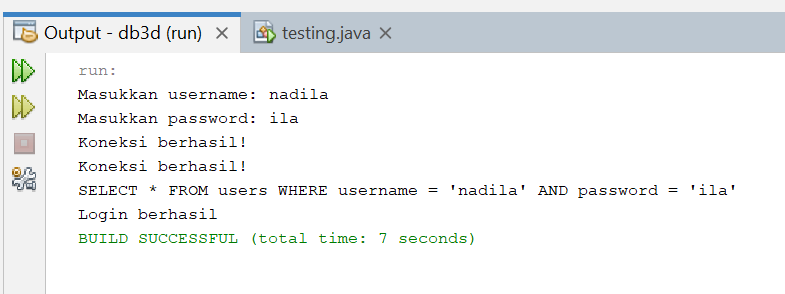 Output - db3d (run)
testing.java
run:
Masukkan username: nadila
Masukkan password: ila
Koneksi berhasil!
Koneksi berhasil!
SELECT * FROM users WHERE username = 'nadila' AND password = 'ila'
Login berhasil
BUILD SUCCESSFUL (total time: 7 seconds)